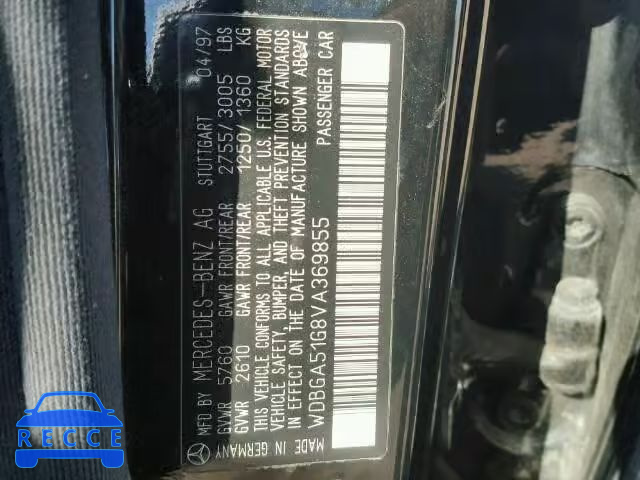 MFD.BY MERCEDES-BENZ AG STUTTGART 04/97
GVWR 5760 GAWR FRONT/REAR 2755/3005 LBS
GVWR 2610 GAWR FRONT/REAR 1250/1360 KG
THIS VEHICLE CONFORMS TO ALL APPLICABLE U.S. FEDERAL MOTOR
VEHICLE SAFETY, BUMPER, AND THEFT PREVENTION STANDARDS
IN EFFECT ON THE DATE OF MANUFACTURE SHOWN ABOVE
WDBGA51G8VA369855 PASSENGER CAR
MADE IN GERMANY
RECCE